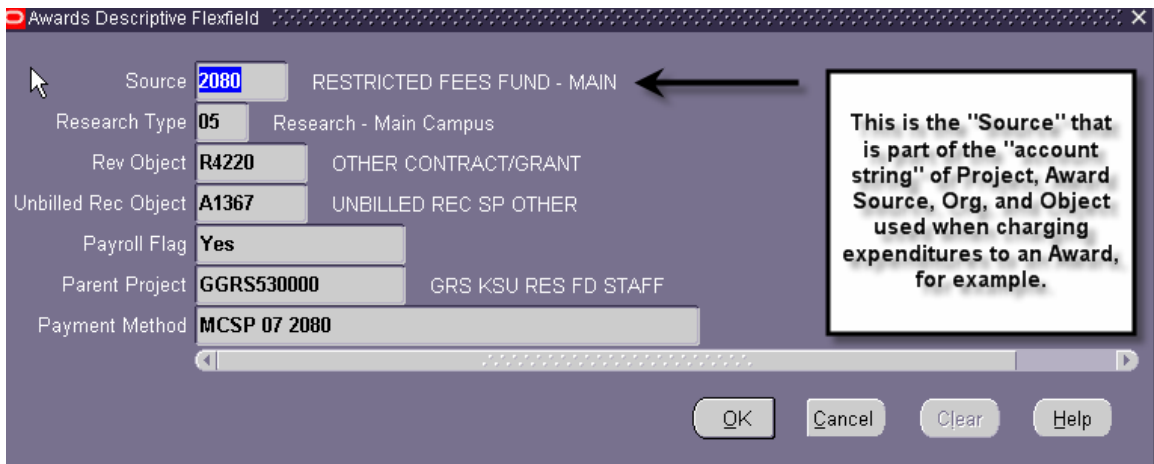 Awards Descriptive Flexfield
Source 2080 RESTRICTED FEES FUND - MAIN
Research Type 05 Research - Main Campus
Rev Object R4220 OTHER CONTRACT/GRANT
Unbilled Rec Object A1367 UNBILLED REC SP OTHER
Payroll Flag Yes
Parent Project GGRS530000 GRS KSU RES FD STAFF
Payment Method MCSP 07 2080
This is the "Source" that
is part of the "account
string" of Project, Award
Source, Org, and Object
used when charging
expenditures to an Award,
for example.
OK Cancel Clear Help